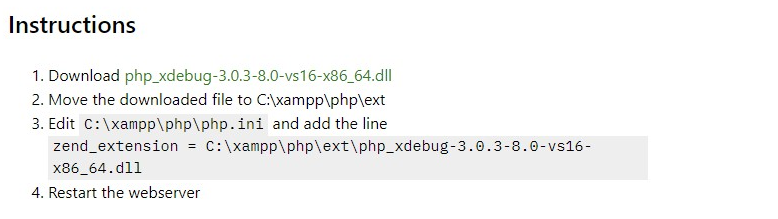 Instructions
1. Download php_xdebug-3.0.3-8.0-vs16-x86_64.dll
2. Move the downloaded file to C:\xampp\php\ext
3. Edit C:\xampp\php\php.ini and add the line
zend_extension = C:\xampp\php\ext\php_xdebug-3.0.3-8.0-vs16-
x86_64.dll
4. Restart the webserver